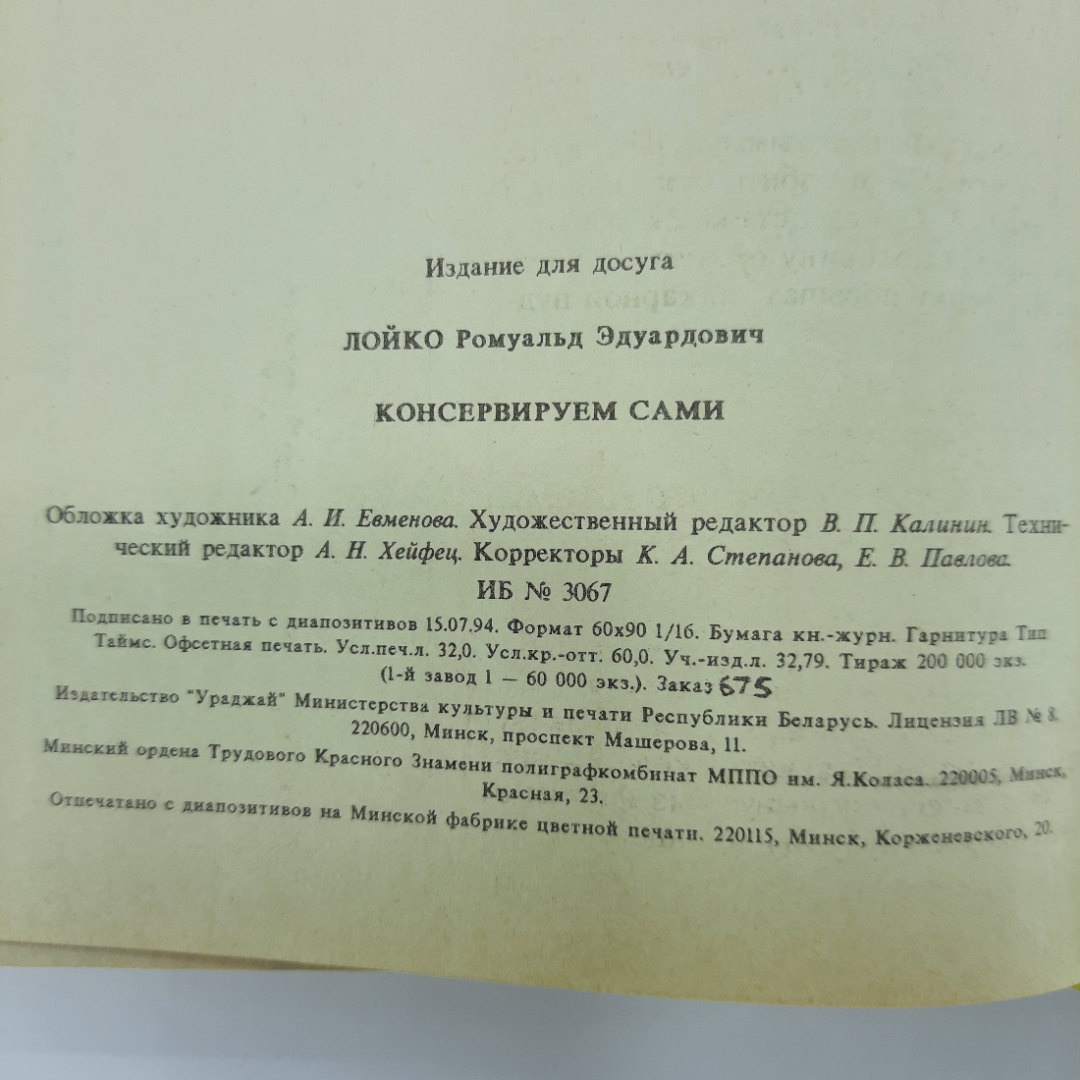 Издание для досуга
ЛОЙКО Ромуальд Эдуардович
КОНСЕРВИРУЕМ САМИ
Обложка художника А. И. Евменова. Художественный редактор В. П. Калинин. Техни-
ческий редактор А. Н. Хейфец. Корректоры К. А. Степанова, Е. В. Павлова.
ИБ № 3067
Подписано в печать с диапозитивов 15.07.94. Формат 60х90 1/16. Бумага кн.-журн. Гарнитура Тип
Таймс. Офсетная печать. Усл.печ.л. 32,0. Усл.кр.-отт. 60,0. Уч.-изд.л. 32,79. Тираж 200 000 экз.
(1-й завод 1 — 60 000 экз.). Заказ 675
Издательство "Ураджай" Министерства культуры и печати Республики Беларусь. Лицензия ЛВ № 8.
220600, Минск, проспект Машерова, 11.
Минский ордена Трудового Красного Знамени полиграфкомбинат МППО им. Я.Коласа. 220005, Минск,
Красная, 23.
Отпечатано с диапозитивов на Минской фабрике цветной печати. 220115, Минск, Корженевского, 20.